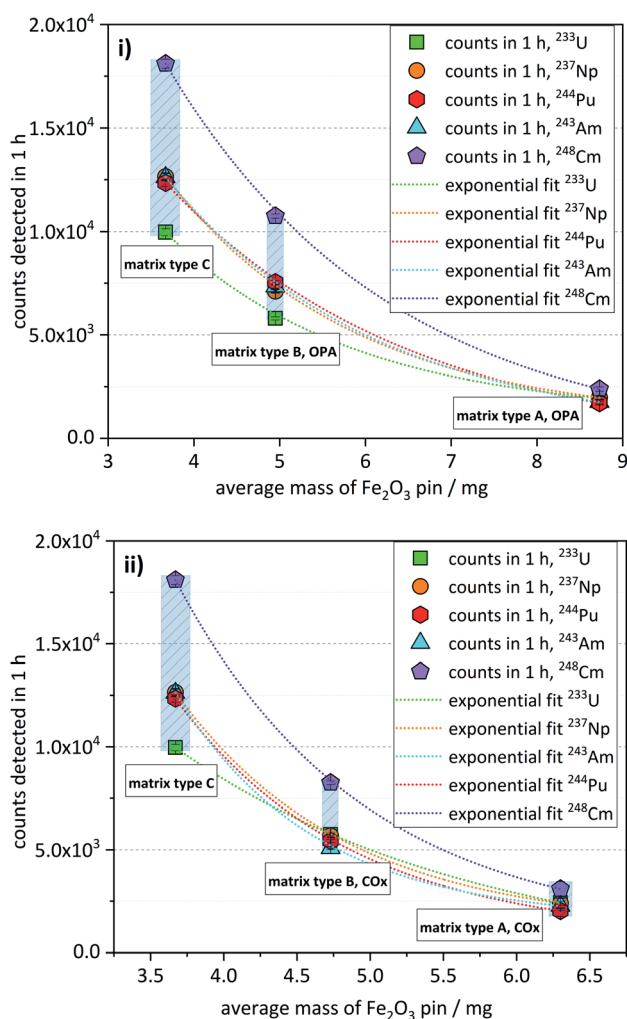 i)
counts detected in 1 h
2.0x10⁴
1.5x10⁴
1.0x10⁴
5.0x10³
0.0
counts in 1 h, ²³³U
counts in 1 h, ²³⁷Np
counts in 1 h, ²⁴⁴Pu
counts in 1 h, ²⁴³Am
counts in 1 h, ²⁴⁸Cm
exponential fit ²³³U
exponential fit ²³⁷Np
exponential fit ²⁴⁴Pu
exponential fit ²⁴³Am
exponential fit ²⁴⁸Cm
matrix type C
matrix type B, OPA
matrix type A, OPA
3 4 5 6 7 8 9
average mass of Fe₂O₃ pin / mg
ii)
counts detected in 1 h
2.0x10⁴
1.5x10⁴
1.0x10⁴
5.0x10³
0.0
counts in 1 h, ²³³U
counts in 1 h, ²³⁷Np
counts in 1 h, ²⁴⁴Pu
counts in 1 h, ²⁴³Am
counts in 1 h, ²⁴⁸Cm
exponential fit ²³³U
exponential fit ²³⁷Np
exponential fit ²⁴³Am
exponential fit ²⁴⁴Pu
exponential fit ²⁴⁸Cm
matrix type C
matrix type B, COx
matrix type A, COx
3.5 4.0 4.5 5.0 5.5 6.0 6.5
average mass of Fe₂O₃ pin / mg